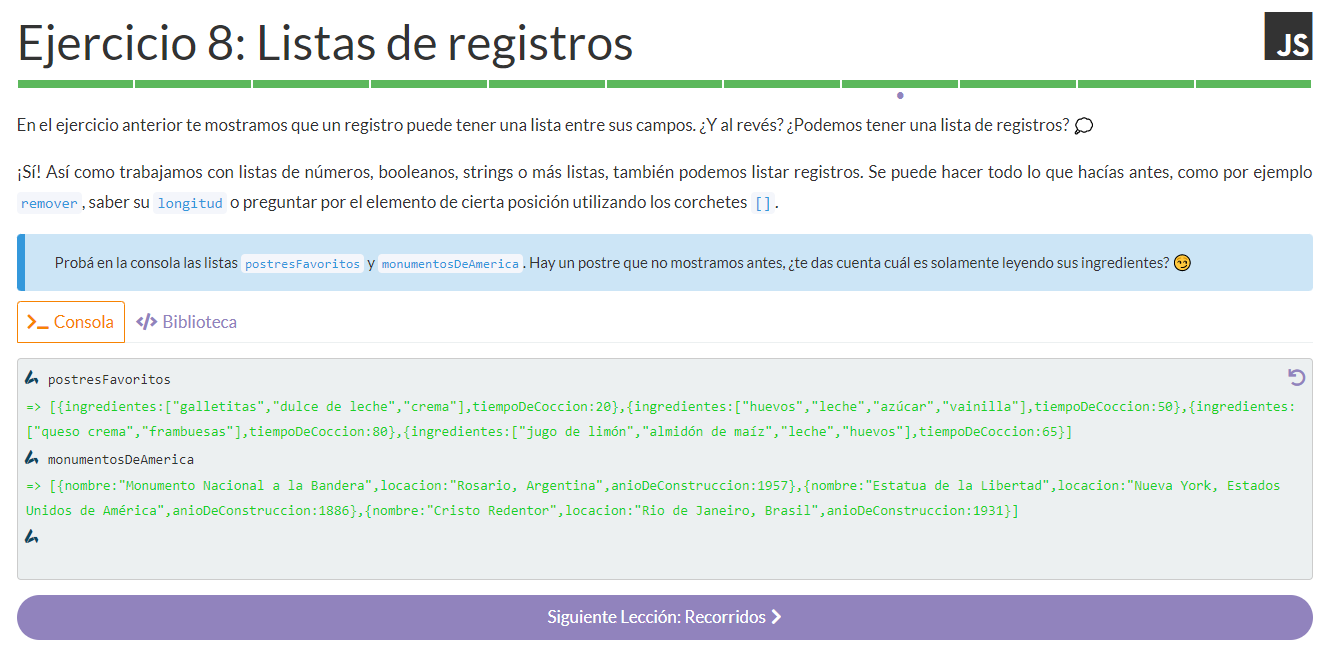 Ejercicio 8: Listas de registros
JS
En el ejercicio anterior te mostramos que un registro puede tener una lista entre sus campos. ¿Y al revés? ¿Podemos tener una lista de registros?
¡Sí! Así como trabajamos con listas de números, booleanos, strings o más listas, también podemos listar registros. Se puede hacer todo lo que hacías antes, como por ejemplo
remover , saber su longitud o preguntar por el elemento de cierta posición utilizando los corchetes [] .
Probá en la consola las listas postresFavoritos y monumentosDeAmerica . Hay un postre que no mostramos antes, ¿te das cuenta cuál es solamente leyendo sus ingredientes? 😏
>_ Consola </> Biblioteca
postresFavoritos
=> [{ingredientes:["galletitas","dulce de leche","crema"],tiempoDeCoccion:20},{ingredientes:["huevos","leche","azúcar","vainilla"],tiempoDeCoccion:50},{ingredientes:
["queso crema","frambuesas"],tiempoDeCoccion:80},{ingredientes:["jugo de limón","almidón de maíz","leche","huevos"],tiempoDeCoccion:65}]
monumentosDeAmerica
=> [{nombre:"Monumento Nacional a la Bandera",locacion:"Rosario, Argentina",anioDeConstruccion:1957},{nombre:"Estatua de la Libertad",locacion:"Nueva York, Estados
Unidos de América",anioDeConstruccion:1886},{nombre:"Cristo Redentor",locacion:"Rio de Janeiro, Brasil",anioDeConstruccion:1931}]
Siguiente Lección: Recorridos